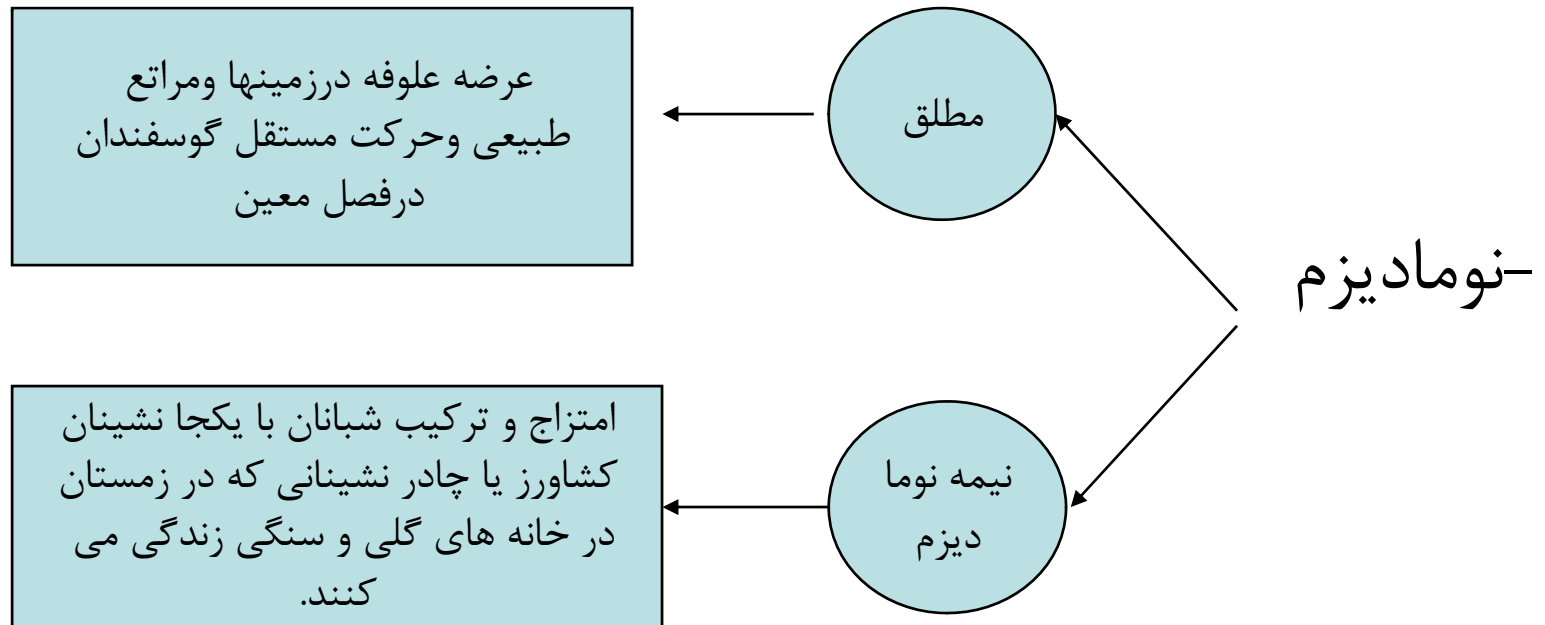 -نومادیزم
مطلق
عرضه علوفه درزمینها ومراتع
طبیعی وحرکت مستقل گوسفندان
درفصل معین
نیمه نوما
دیزم
امتزاج و ترکیب شبانان با یکجا نشینان
کشاورز یا چادر نشینانی که در زمستان
در خانه های گلی و سنگی زندگی می
کنند.